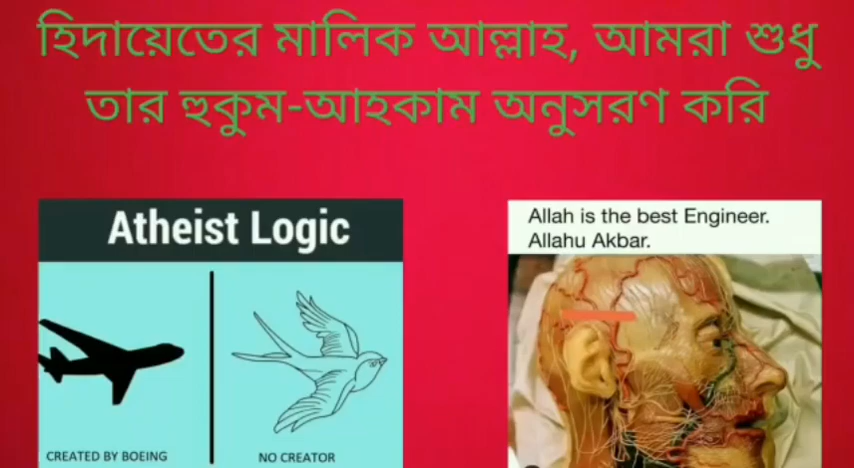 হিদায়েতের মালিক আল্লাহ, আমরা শুধু
তার হুকুম-আহকাম অনুসরণ করি
Atheist Logic
CREATED BY BOEING
NO CREATOR
Allah is the best Engineer.
Allahu Akbar.